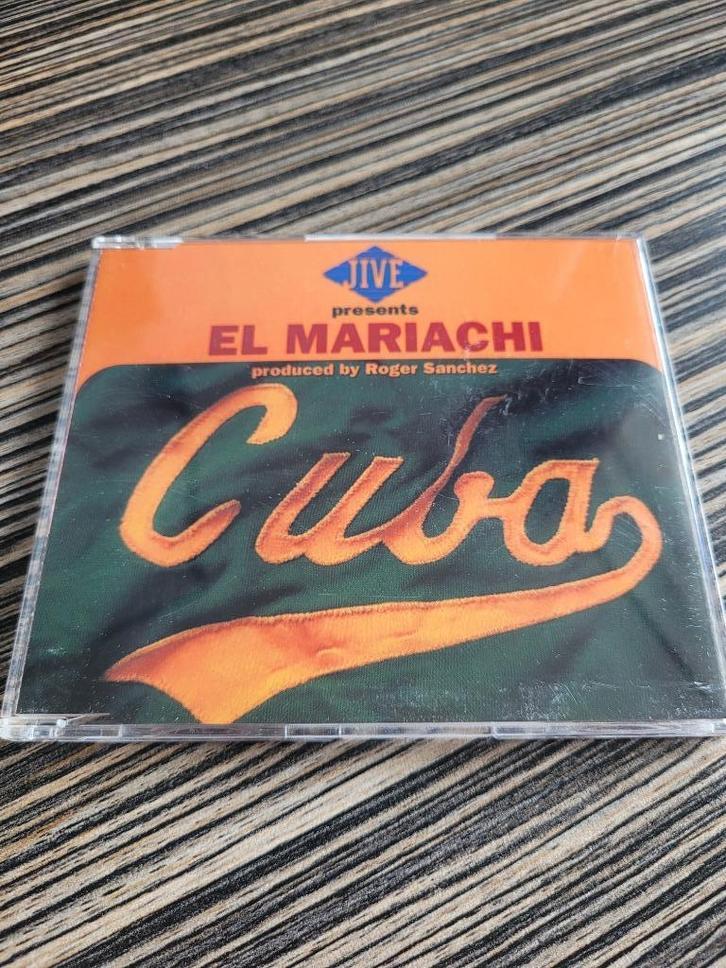 JIVE
presents
EL MARIACHI
produced by Roger Sanchez
Cuba